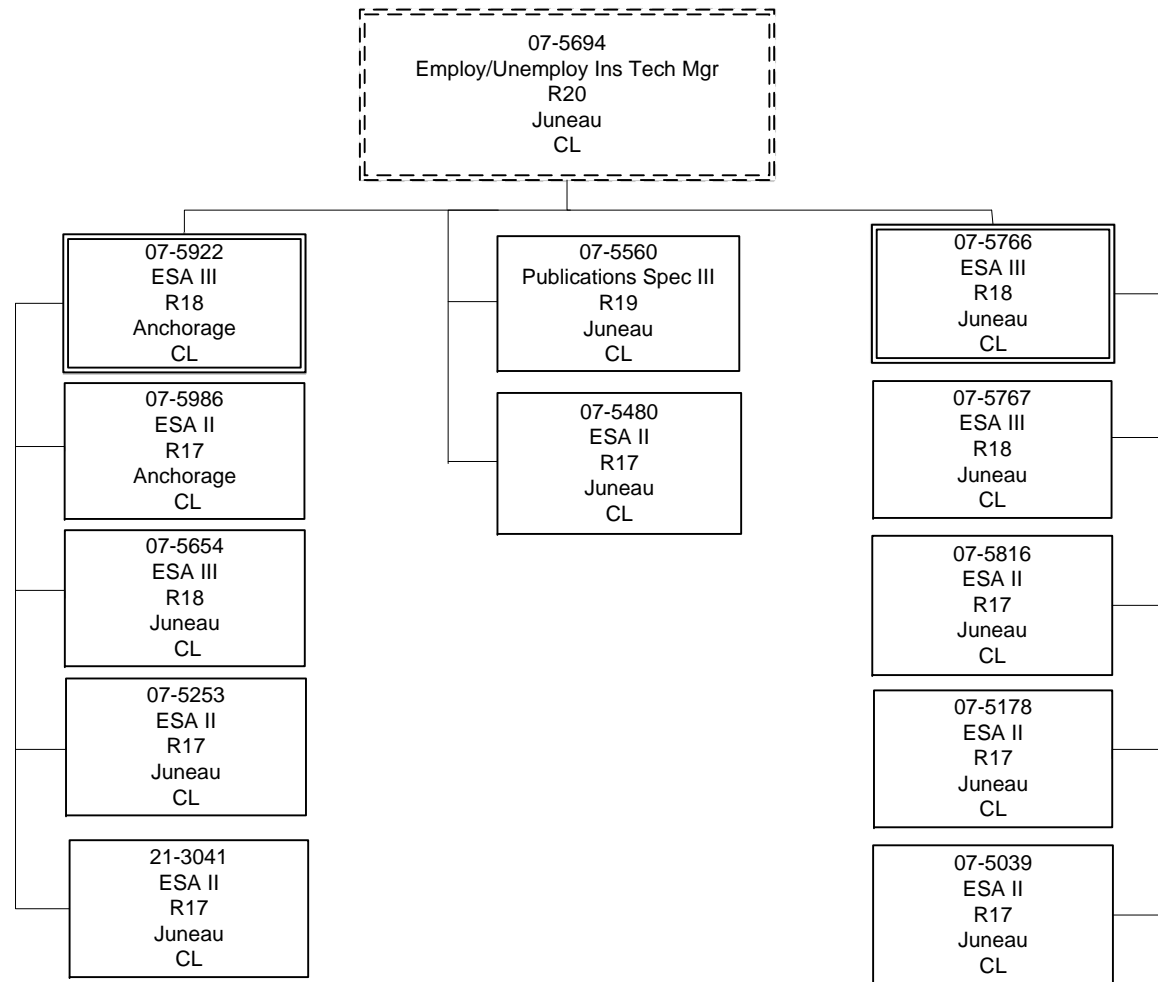 07-5694
Employ/Unemploy Ins Tech Mgr
R20
Juneau
CL
07-5922
ESA III
R18
Anchorage
CL
07-5986
ESA II
R17
Anchorage
CL
07-5654
ESA III
R18
Juneau
CL
07-5253
ESA II
R17
Juneau
CL
21-3041
ESA II
R17
Juneau
CL
07-5560
Publications Spec III
R19
Juneau
CL
07-5480
ESA II
R17
Juneau
CL
07-5766
ESA III
R18
Juneau
CL
07-5767
ESA III
R18
Juneau
CL
07-5816
ESA II
R17
Juneau
CL
07-5178
ESA II
R17
Juneau
CL
07-5039
ESA II
R17
Juneau
CL